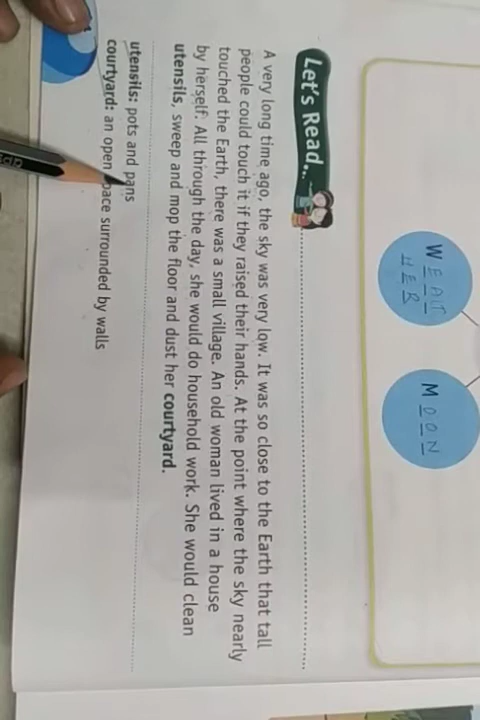 WEAT
HER
MOON
Let's Read...
A very long time ago, the sky was very low. It was so close to the Earth that tall
people could touch it if they raised their hands. At the point where the sky nearly
touched the Earth, there was a small village. An old woman lived in a house
by herself. All through the day, she would do household work. She would clean
utensils, sweep and mop the floor and dust her courtyard.
utensils: pots and pans
courtyard: an open space surrounded by walls